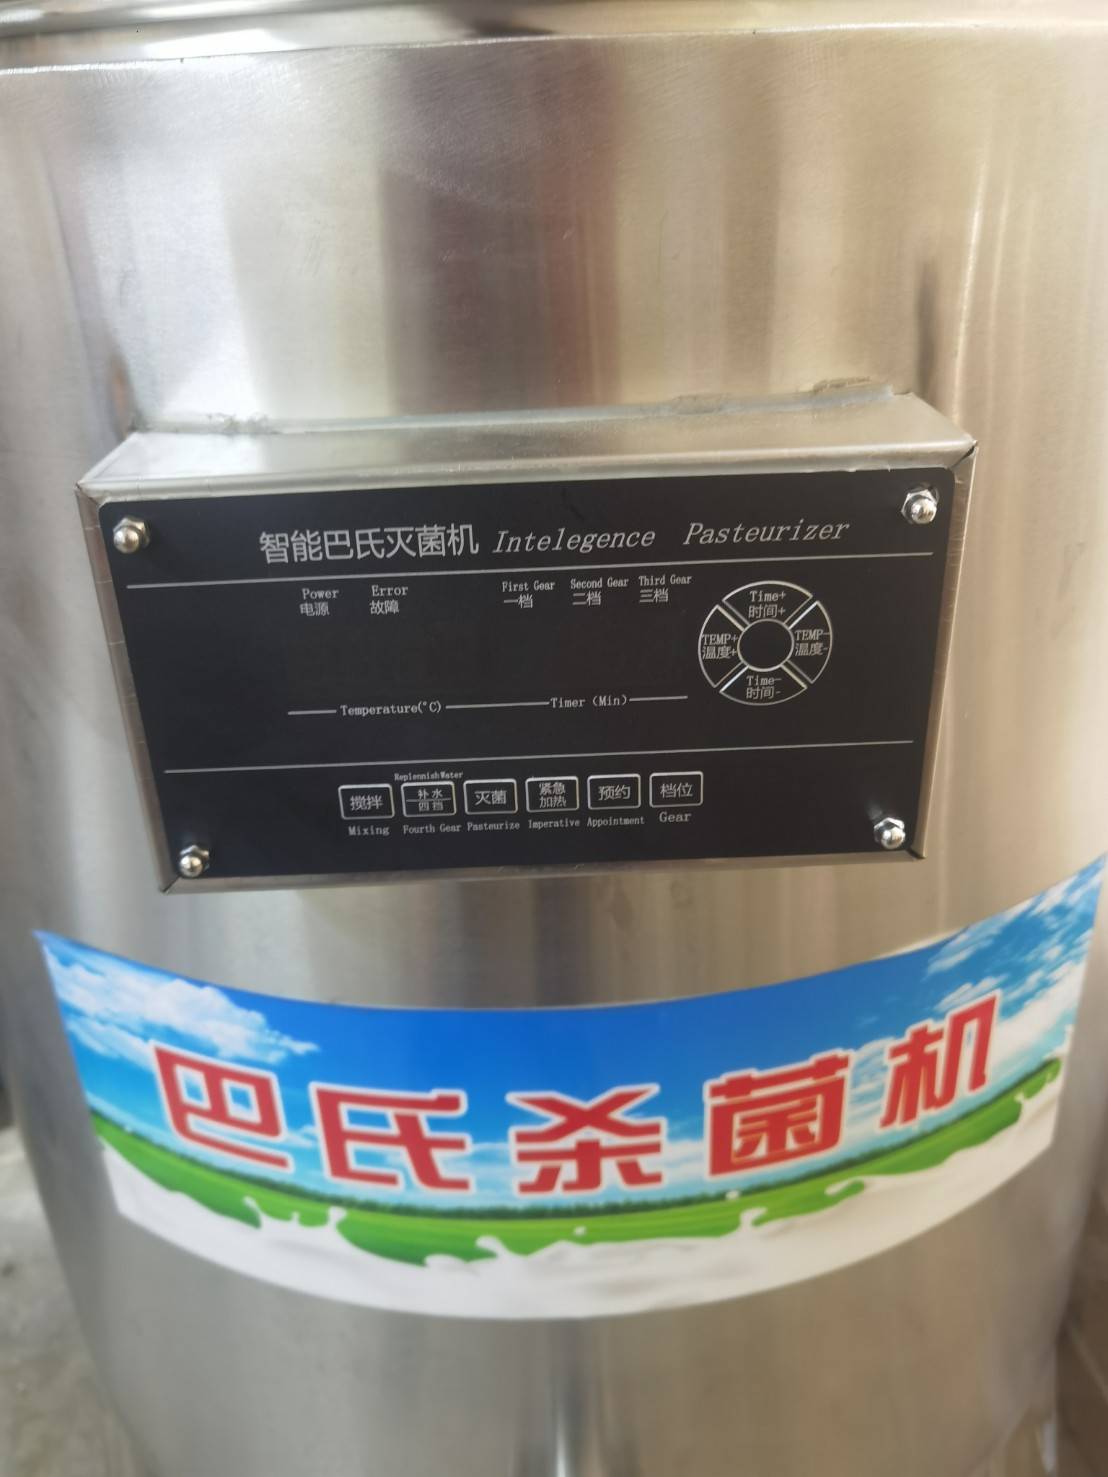 智能巴氏灭菌机 Intelegence Pasteurizer
Power Error First Gear Second Gear Third Gear
电源 故障 一档 二档 三档
Time+
时间+
TEMP+ TEMP-
温度+ 温度-
Time-
时间-
Temperature(°C) Timer (Min)
Replennish Water
搅拌 补水 灭菌 紧急 预约 档位
四档 加热
Mixing Fourth Gear Pasteurize Imperative Appointment Gear
巴氏杀菌机